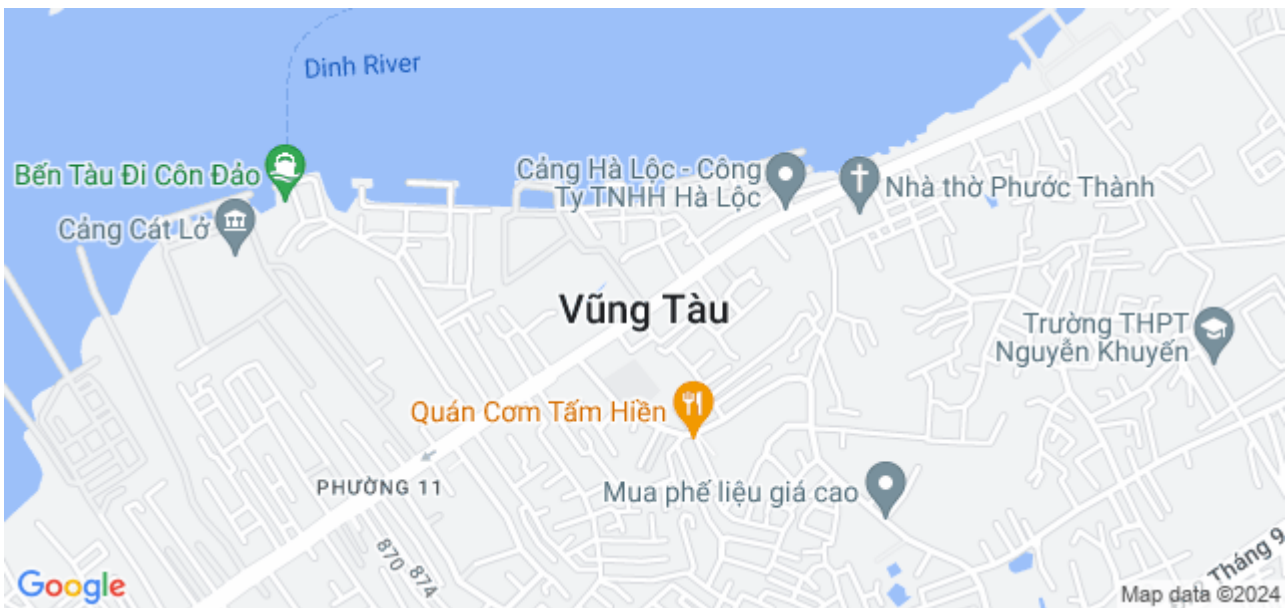 Dinh River
Bến Tàu Đi Côn Đảo
Cảng Hà Lộc - Công
Ty TNHH Hà Lộc
Nhà thờ Phước Thành
Cảng Cát Lở
Vũng Tàu
Trường THPT
Nguyễn Khuyến
Quán Cơm Tấm Hiền
PHƯỜNG 11
Mua phế liệu giá cao
870
874
Tháng 9
Google
Map data ©2024